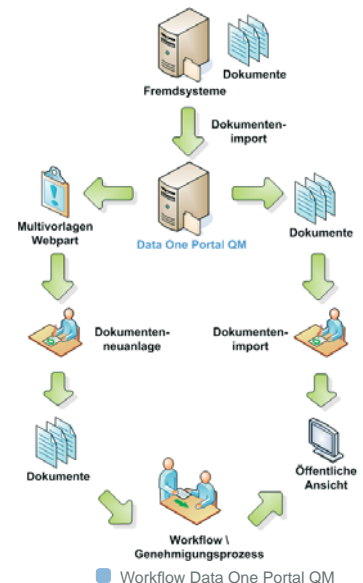 Dokumente
Fremdsysteme
Dokumenten-
import
Multivorlagen
Webpart
Data One Portal QM
Dokumente
Dokumenten-
neuanlage
Dokumenten-
import
Dokumente
Öffentliche
Ansicht
Workflow \
Genehmigungsprozess
Workflow Data One Portal QM